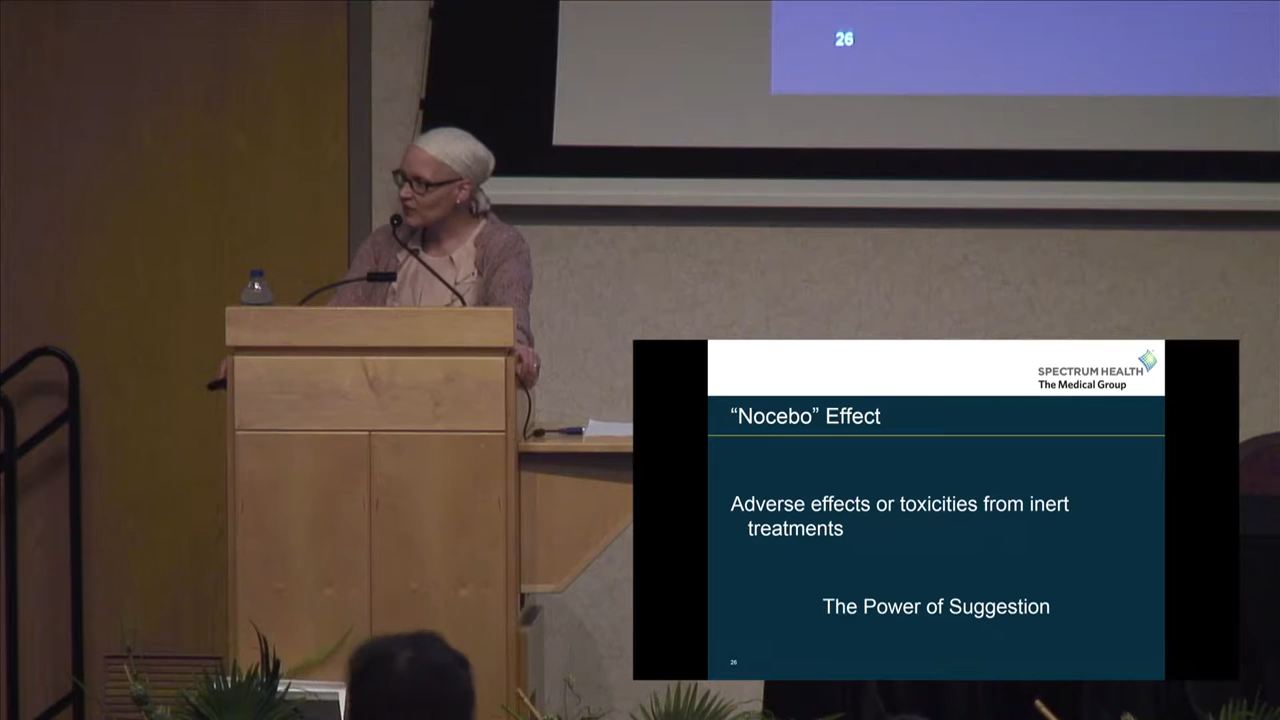 26
SPECTRUM HEALTH
The Medical Group
“Nocebo” Effect
Adverse effects or toxicities from inert
treatments
The Power of Suggestion
26